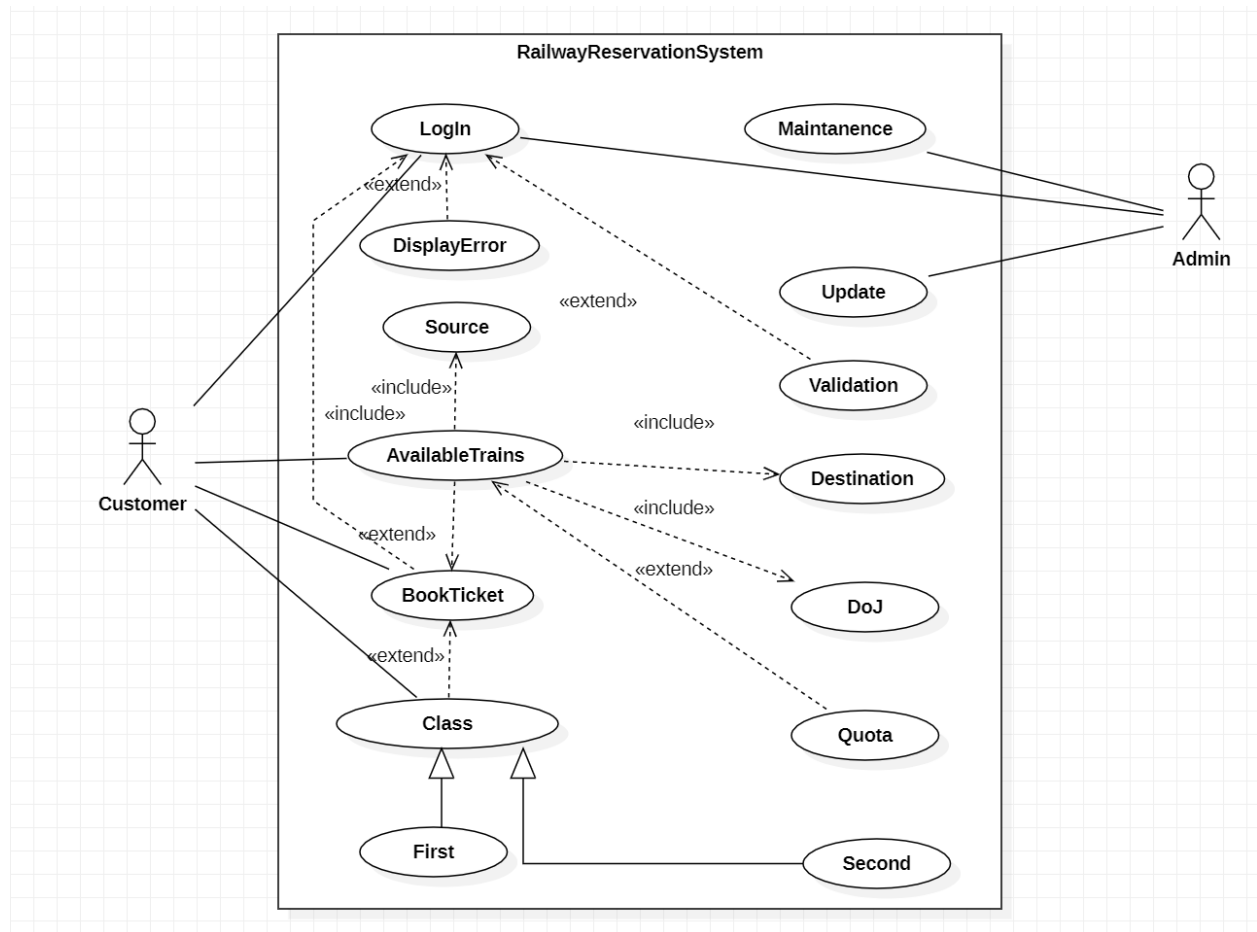 RailwayReservationSystem
LogIn
Maintanence
«extend»
DisplayError
Admin
Update
«extend»
Source
Validation
«include»
«include»
«include»
AvailableTrains
Destination
Customer
«include»
«extend»
«extend»
BookTicket
DoJ
«extend»
Class
Quota
First
Second